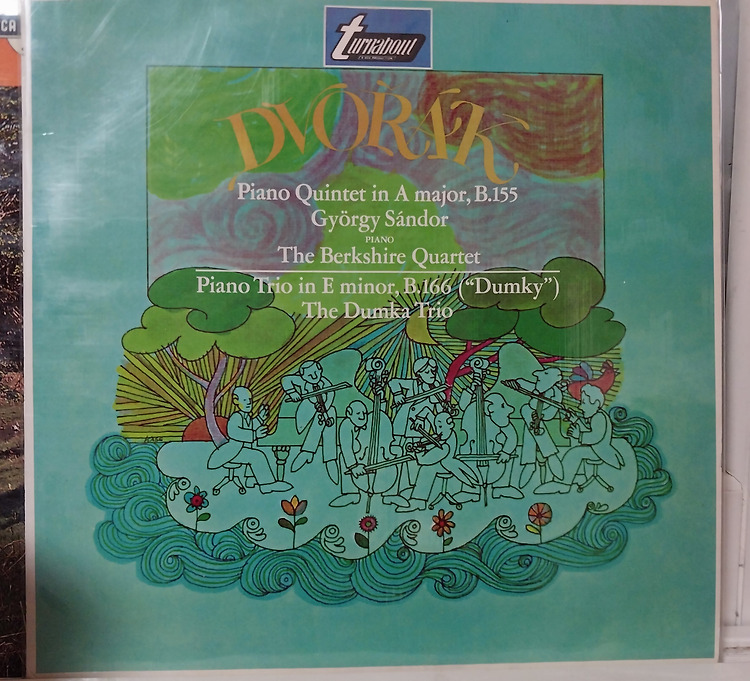 CA
turnabout
DVOŘÁK
Piano Quintet in A major, B.155
György Sándor
PIANO
The Berkshire Quartet
Piano Trio in E minor, B.166 (“Dumky”)
The Dumka Trio